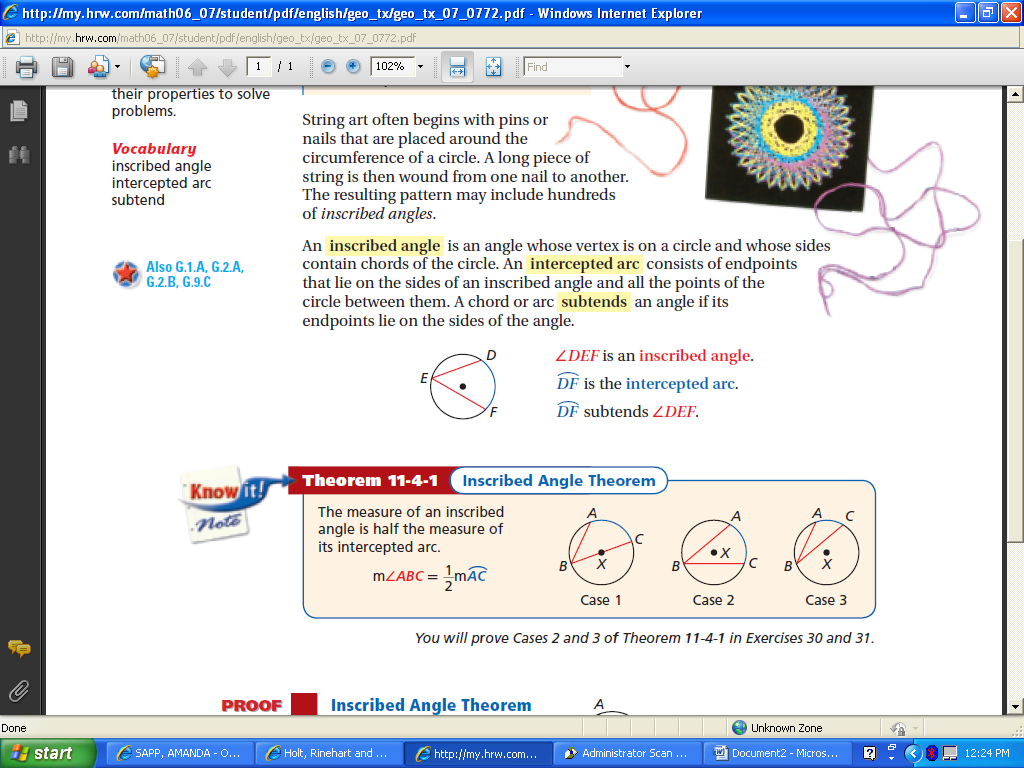 http://my.hrw.com/math06_07/student/pdf/english/geo_tx/geo_tx_07_0772.pdf - Windows Internet Explorer
http://my.hrw.com/math06_07/student/pdf/english/geo_tx/geo_tx_07_0772.pdf
1 / 1
102%
Find
their properties to solve
problems.
Vocabulary
inscribed angle
intercepted arc
subtend
Also G.1.A, G.2.A,
G.2.B, G.9.C
String art often begins with pins or
nails that are placed around the
circumference of a circle. A long piece of
string is then wound from one nail to another.
The resulting pattern may include hundreds
of inscribed angles.
An inscribed angle is an angle whose vertex is on a circle and whose sides
contain chords of the circle. An intercepted arc consists of endpoints
that lie on the sides of an inscribed angle and all the points of the
circle between them. A chord or arc subtends an angle if its
endpoints lie on the sides of the angle.
D
E
F
∠DEF is an inscribed angle.
D͡F is the intercepted arc.
D͡F subtends ∠DEF.
Know it!
Note
Theorem 11-4-1 Inscribed Angle Theorem
The measure of an inscribed
angle is half the measure of
its intercepted arc.
m∠ABC = 1/2 mA͡C
A
C
B
X
Case 1
A
X
B
C
Case 2
A
C
B
X
Case 3
You will prove Cases 2 and 3 of Theorem 11-4-1 in Exercises 30 and 31.
PROOF Inscribed Angle Theorem
A
Done
Unknown Zone
start
SAPP, AMANDA - O...
Holt, Rinehart and ...
http://my.hrw.com...
Administrator Scan ...
Document2 - Micros...
12:24 PM